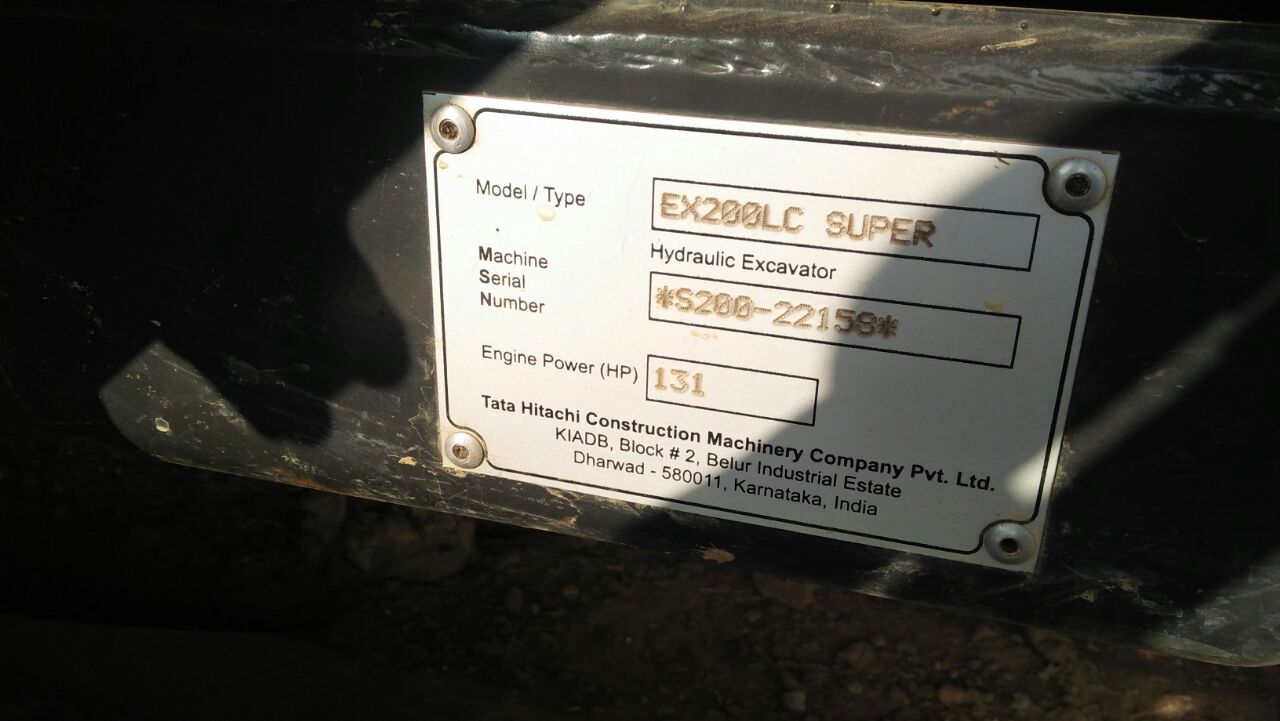 Model / Type EX200LC SUPER
Hydraulic Excavator
Machine
Serial
Number *S200-22158*
Engine Power (HP) 131
Tata Hitachi Construction Machinery Company Pvt. Ltd.
KIADB, Block # 2, Belur Industrial Estate
Dharwad - 580011, Karnataka, India